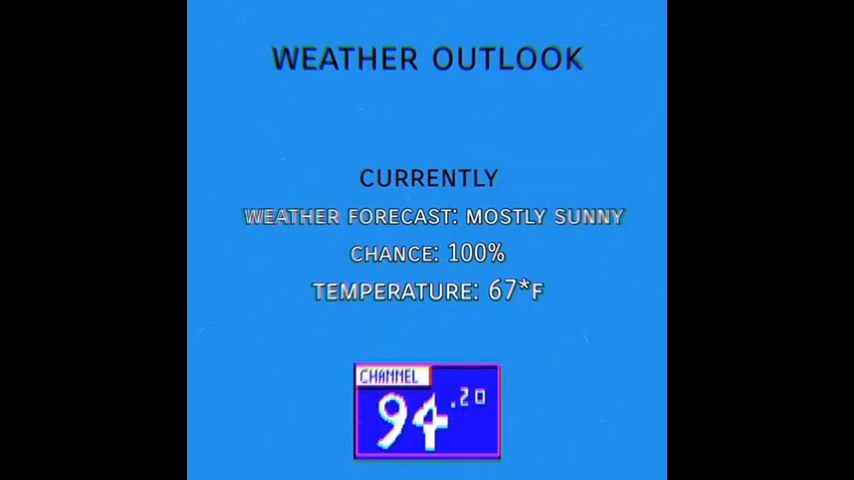 WEATHER OUTLOOK
CURRENTLY
WEATHER FORECAST: MOSTLY SUNNY
CHANCE: 100%
TEMPERATURE: 67*F
CHANNEL
94.20